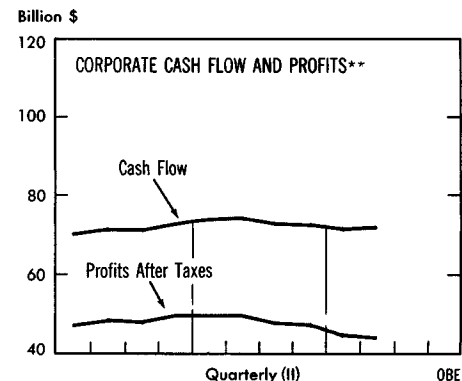 Billion $
120
CORPORATE CASH FLOW AND PROFITS**
100
Cash Flow
80
60
Profits After Taxes
40
Quarterly (II) OBE